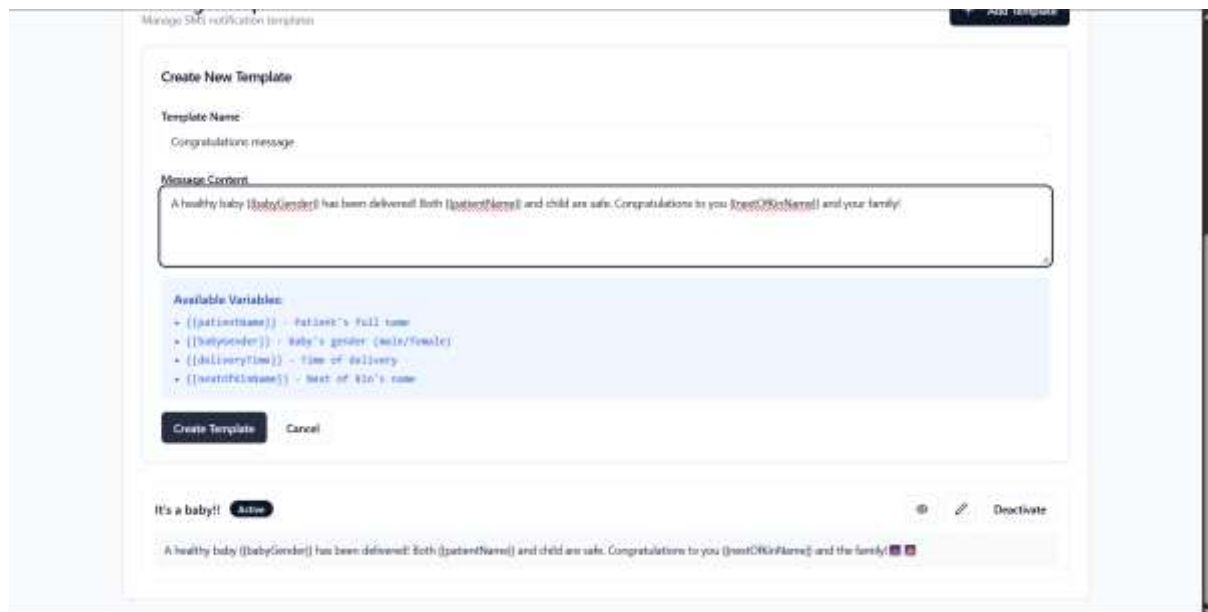 Manage SMS notification templates
Add Template
Create New Template
Template Name
Congratulations message
Message Content
A healthy baby {{babyGender}} has been delivered! Both {{patientName}} and child are safe. Congratulations to you {{nextOfKinName}} and your family!
Available Variables:
• {{patientName}} - Patient's full name
• {{babyGender}} - Baby's gender (male/female)
• {{deliveryTime}} - Time of delivery
• {{nextOfKinName}} - Next of kin's name
Create Template Cancel
It's a baby!! Active Deactivate
A healthy baby {{babyGender}} has been delivered! Both {{patientName}} and child are safe. Congratulations to you {{nextOfKinName}} and the family!